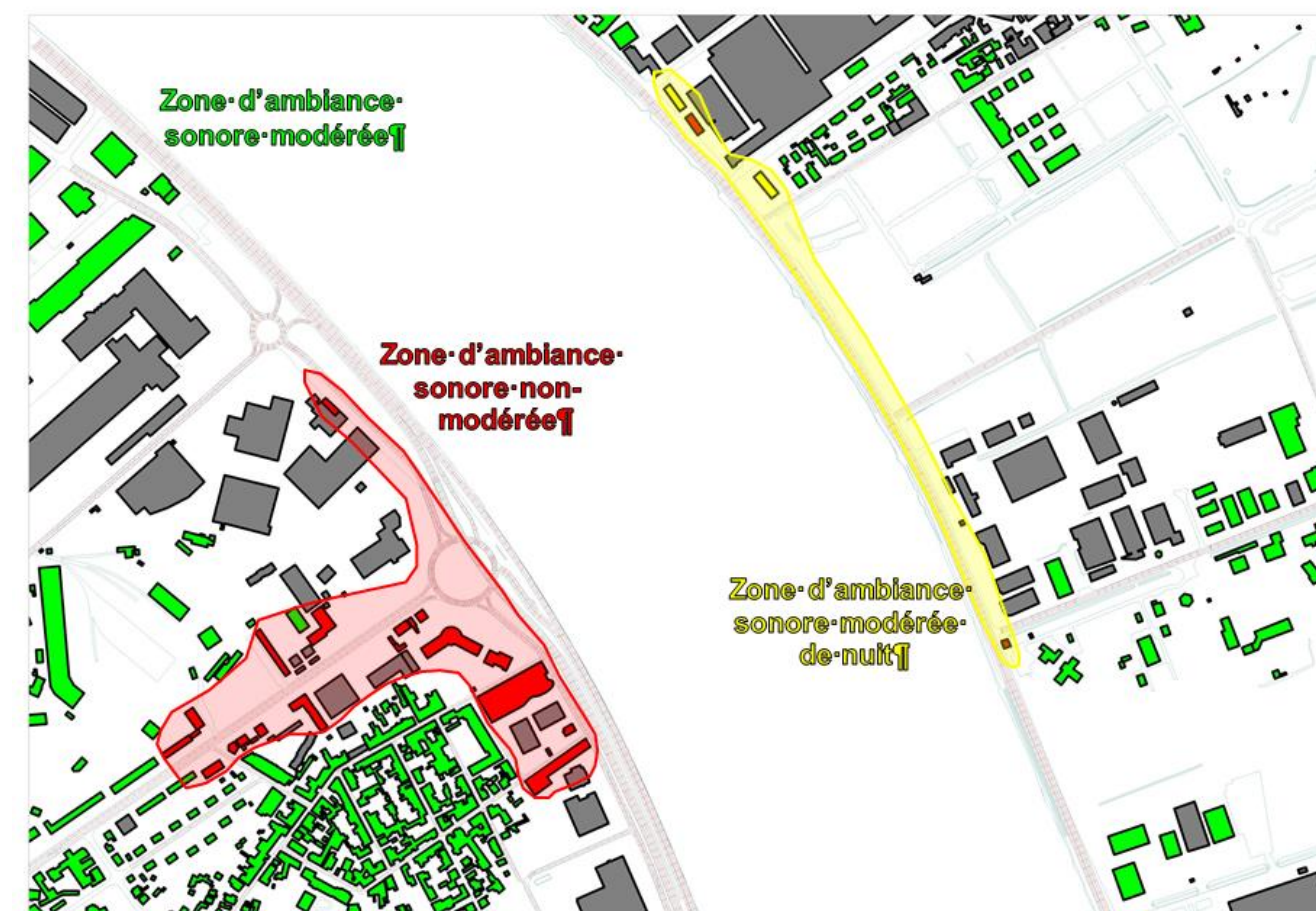 Zone·d’ambiance·
sonore·modérée¶
Zone·d’ambiance·
sonore·non-
modérée¶
Zone·d’ambiance·
sonore·modérée·
de·nuit¶